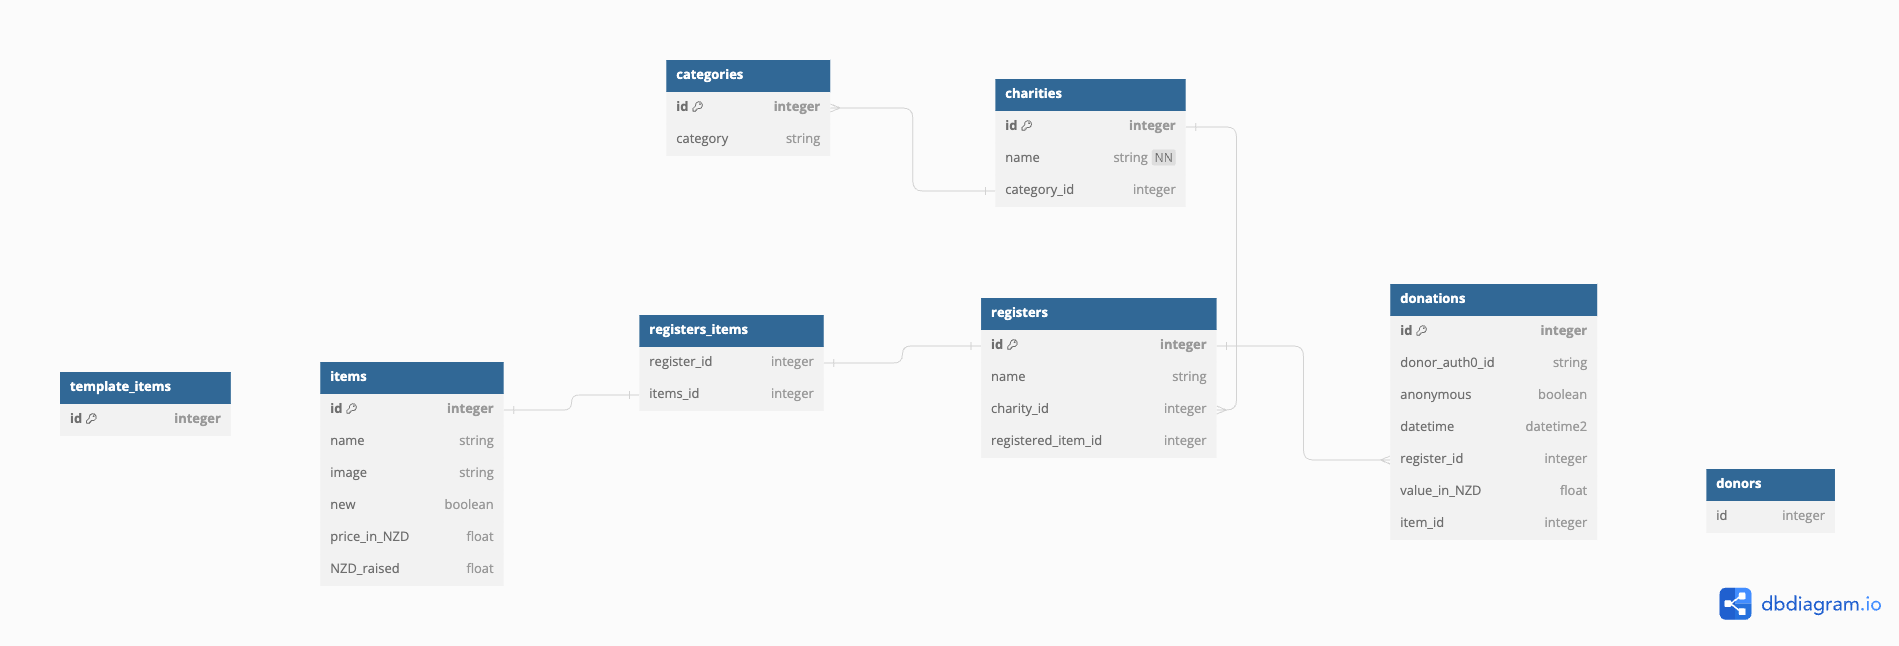 categories
id integer
category string
charities
id integer
name string NN
category_id integer
template_items
id integer
items
id integer
name string
image string
new boolean
price_in_NZD float
NZD_raised float
registers_items
register_id integer
items_id integer
registers
id integer
name string
charity_id integer
registered_item_id integer
donations
id integer
donor_auth0_id string
anonymous boolean
datetime datetime2
register_id integer
value_in_NZD float
item_id integer
donors
id integer
dbdiagram.io